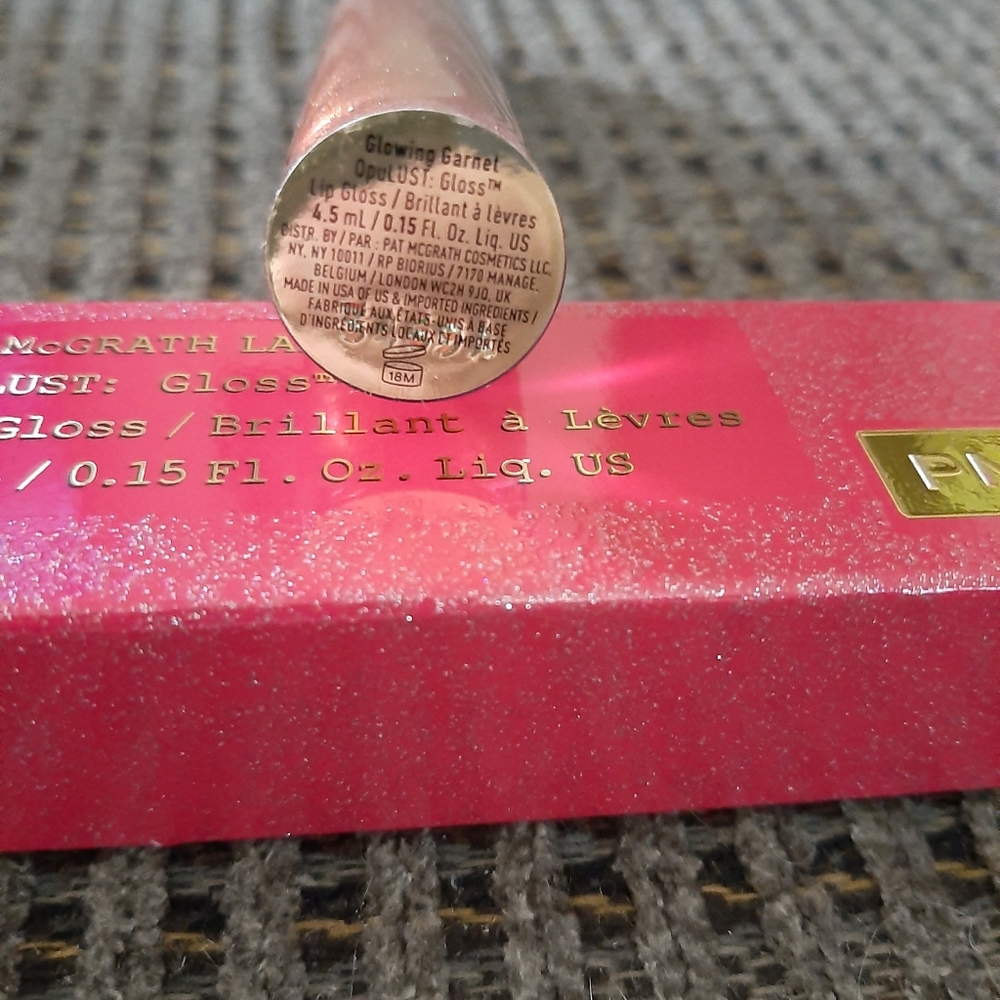 Glowing Garnet
OpuLUST: Gloss™
Lip Gloss / Brillant à lèvres
4.5 mL / 0.15 Fl. Oz. Liq. US
DISTR. BY / PAR : PAT MCGRATH COSMETICS LLC,
NY, NY 10011 / RP BIORIUS / 7170 MANAGE,
BELGIUM / LONDON WC2H 9JQ, UK
MADE IN USA OF US & IMPORTED INGREDIENTS /
FABRIQUÉ AUX ÉTATS-UNIS À BASE
D'INGRÉDIENTS LOCAUX ET IMPORTÉS
18M
McGRATH LA
LUST: Gloss™
Gloss / Brillant à Lèvres
/ 0.15 Fl. Oz. Liq. US